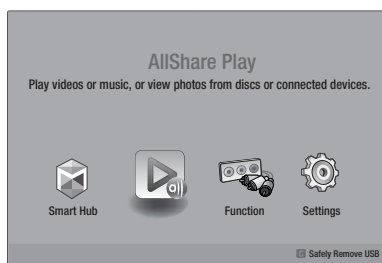 AllShare Play
Play videos or music, or view photos from discs or connected devices.
all
Smart Hub
Function
Settings
Safely Remove USB